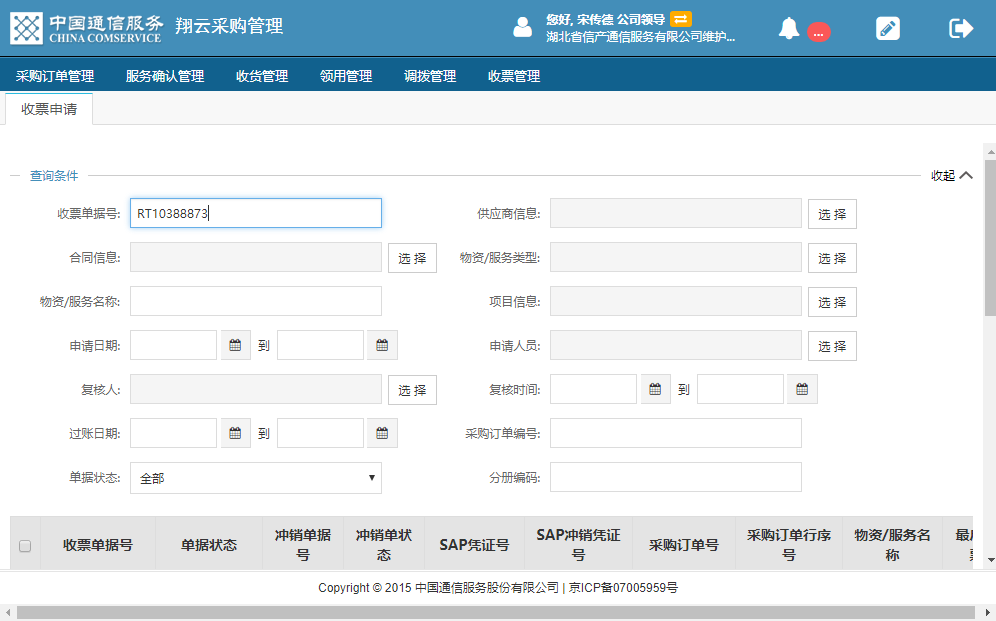 中国通信服务
CHINA COMSERVICE
翔云采购管理
您好, 宋传德 公司领导
湖北省信产通信服务有限公司维护...
...
采购订单管理 服务确认管理 收货管理 领用管理 调拨管理 收票管理
收票申请
查询条件 收起
收票单据号: RT10388873 供应商信息: 选 择
合同信息: 选 择 物资/服务类型: 选 择
物资/服务名称: 项目信息: 选 择
申请日期: 到 申请人员: 选 择
复核人: 选 择 复核时间: 到
过账日期: 到 采购订单编号:
单据状态: 全部 分册编码:
收票单据号 单据状态 冲销单据号 冲销单状态 SAP凭证号 SAP冲销凭证号 采购订单号 采购订单行序号 物资/服务名称
Copyright © 2015 中国通信服务股份有限公司 | 京ICP备07005959号